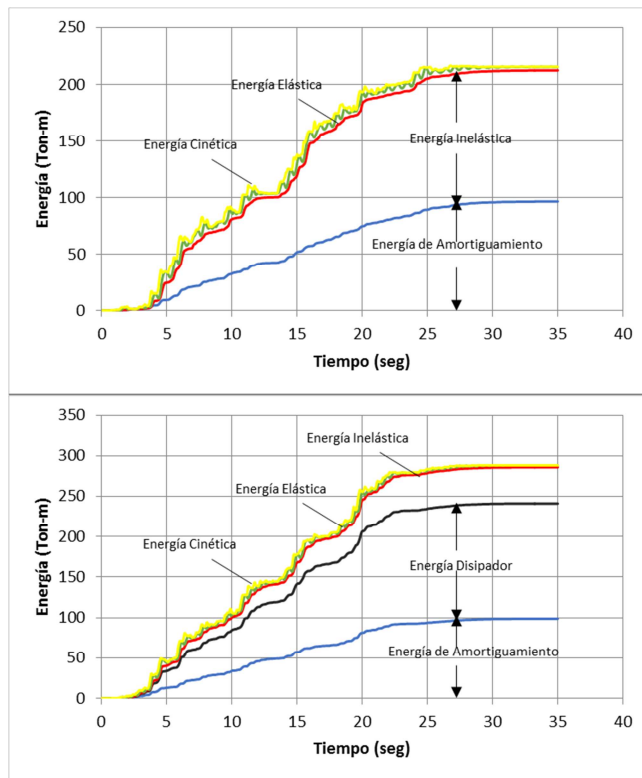 250
200
150
100
50
0
Energía (Ton-m)
Energía Elástica
Energía Cinética
Energía Inelástica
Energía de Amortiguamiento
0 5 10 15 20 25 30 35 40
Tiempo (seg)
350
300
250
200
150
100
50
0
Energía (Ton-m)
Energía Inelástica
Energía Elástica
Energía Cinética
Energía Disipador
Energía de Amortiguamiento
0 5 10 15 20 25 30 35 40
Tiempo (seg)